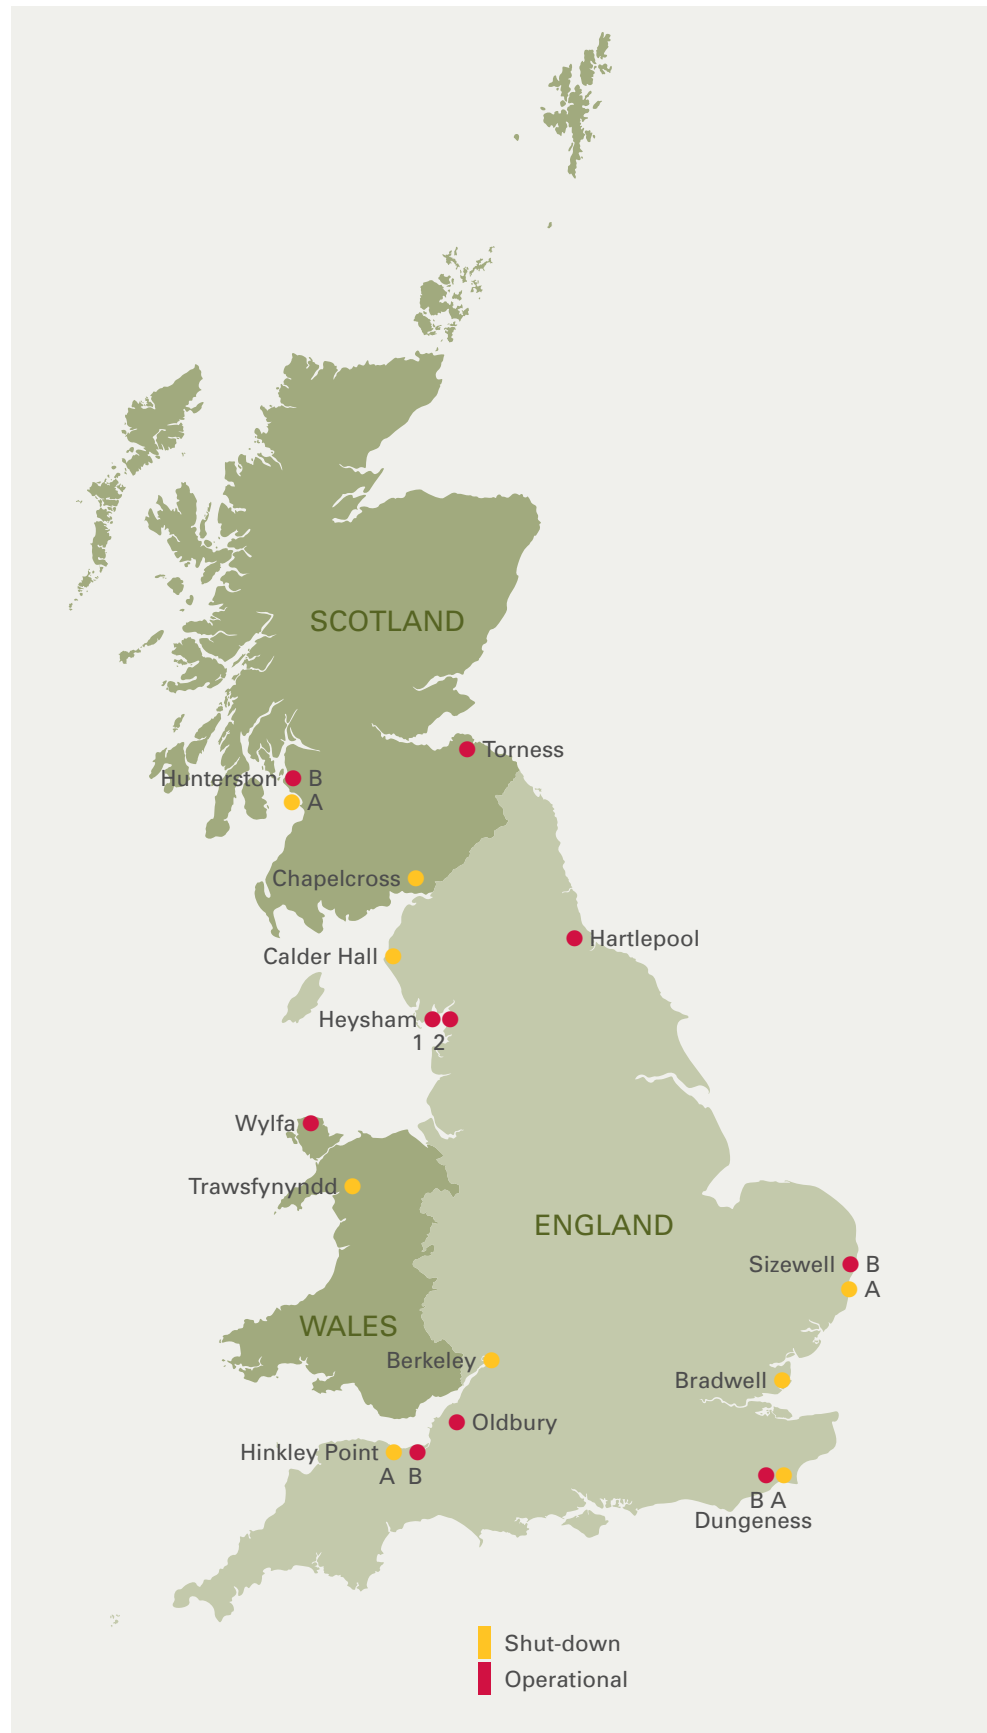 SCOTLAND
Torness
Hunterston B
A
Chapelcross
Hartlepool
Calder Hall
Heysham
1 2
Wylfa
Trawsfynyndd
ENGLAND
Sizewell B
A
WALES
Berkeley
Bradwell
Oldbury
Hinkley Point
A B
B A
Dungeness
Shut-down
Operational